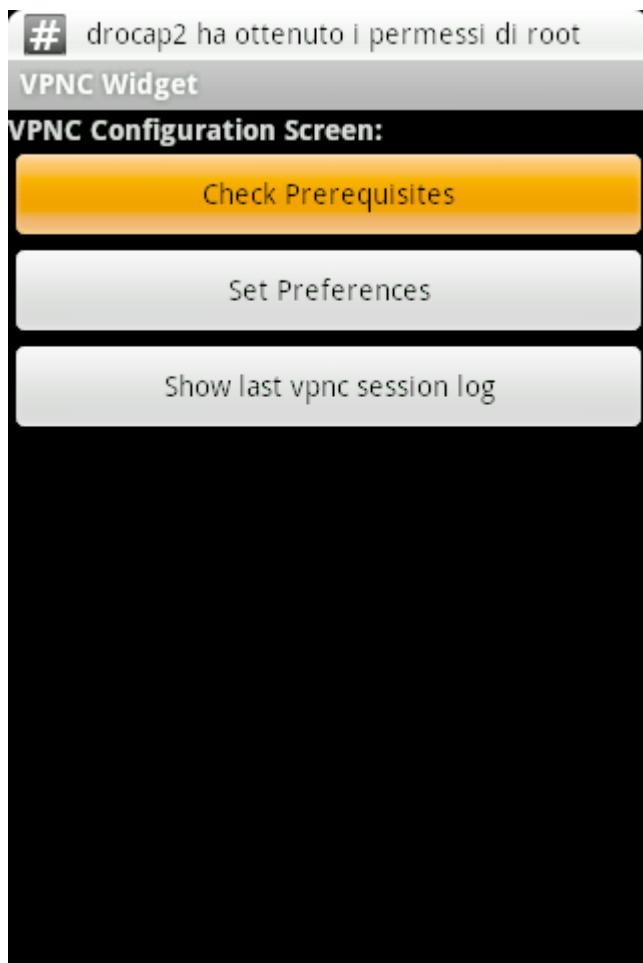 # drocap2 ha ottenuto i permessi di root
VPNC Widget
VPNC Configuration Screen:
Check Prerequisites
Set Preferences
Show last vpnc session log